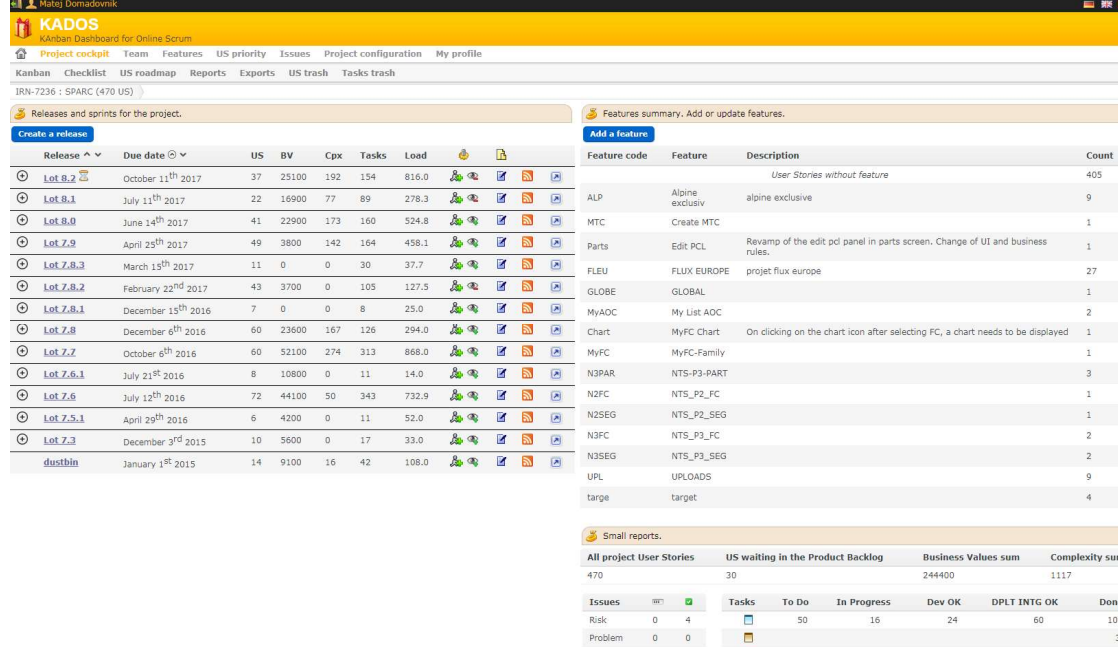 Matej Domadovnik
KADOS
KAnban Dashboard for Online Scrum
Project cockpit Team Features US priority Issues Project configuration My profile
Kanban Checklist US roadmap Reports Exports US trash Tasks trash
IRN-7236 : SPARC (470 US)
Releases and sprints for the project.
Create a release
Release Due date US BV Cpx Tasks Load
Lot 8.2 October 11th 2017 37 25100 192 154 816.0
Lot 8.1 July 11th 2017 22 16900 77 89 278.3
Lot 8.0 June 14th 2017 41 22900 173 160 524.8
Lot 7.9 April 25th 2017 49 3800 142 164 458.1
Lot 7.8.3 March 15th 2017 11 0 0 30 37.7
Lot 7.8.2 February 22nd 2017 43 3700 0 105 127.5
Lot 7.8.1 December 15th 2016 7 0 0 8 25.0
Lot 7.8 December 6th 2016 60 23600 167 126 294.0
Lot 7.7 October 6th 2016 60 52100 274 313 868.0
Lot 7.6.1 July 21st 2016 8 10800 0 11 14.0
Lot 7.6 July 12th 2016 72 44100 50 343 732.9
Lot 7.5.1 April 29th 2016 6 4200 0 11 52.0
Lot 7.3 December 3rd 2015 10 5600 0 17 33.0
dustbin January 1st 2015 14 9100 16 42 108.0
Features summary. Add or update features.
Add a feature
Feature code Feature Description Count
User Stories without feature 405
ALP Alpine exclusiv alpine exclusive 9
MTC Create MTC 1
Parts Edit PCL Revamp of the edit pcl panel in parts screen. Change of UI and business
rules. 1
FLEU FLUX EUROPE projet flux europe 27
GLOBE GLOBAL 1
MyAOC My List AOC 2
Chart MyFC Chart On clicking on the chart icon after selecting FC, a chart needs to be displayed 1
MyFC MyFC-Family 1
N3PAR NTS-P3-PART 3
N2FC NTS_P2_FC 1
N2SEG NTS_P2_SEG 1
N3FC NTS_P3_FC 2
N3SEG NTS_P3_SEG 2
UPL UPLOADS 9
targe target 4
Small reports.
All project User Stories US waiting in the Product Backlog Business Values sum Complexity sum
470 30 244400 1117
Issues Tasks To Do In Progress Dev OK DPLT INTG OK Don
Risk 0 4 50 16 24 60 10
Problem 0 0